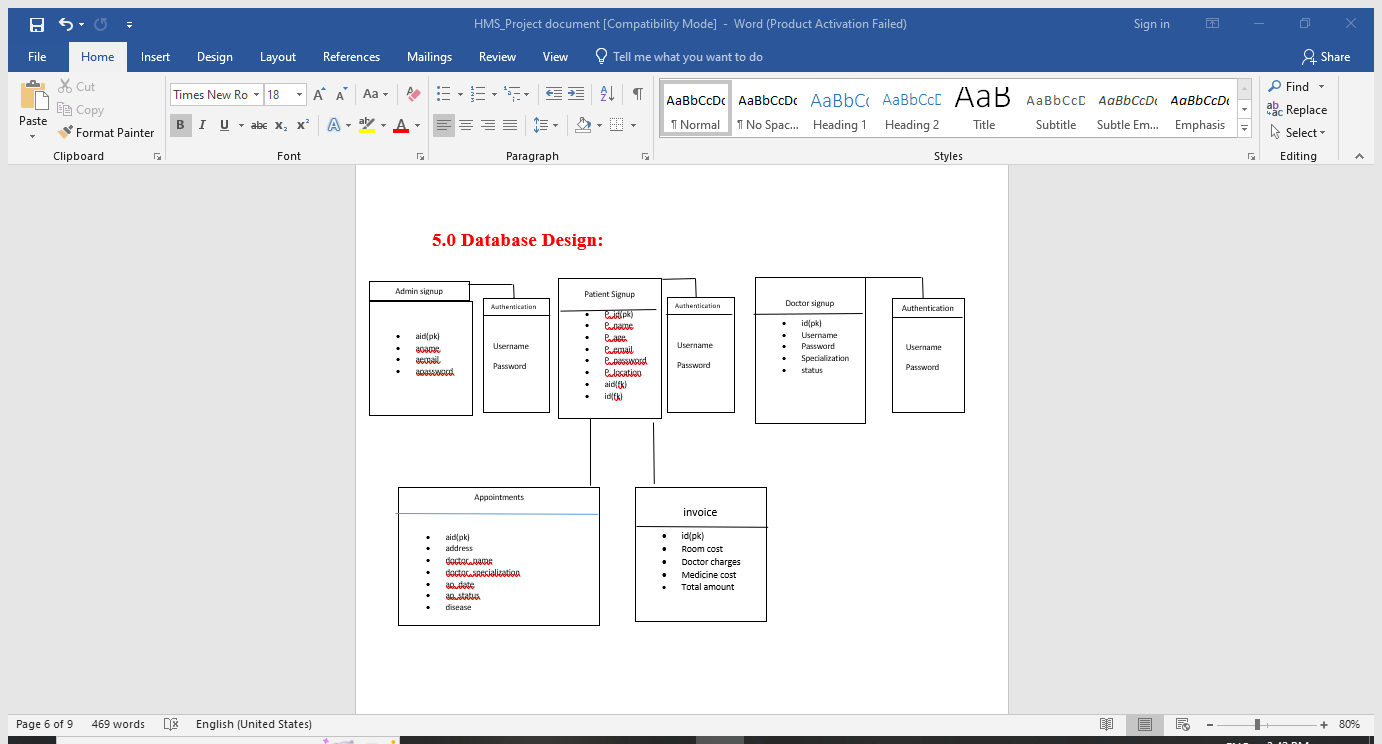 HMS_Project document [Compatibility Mode] - Word (Product Activation Failed)
Sign in
File Home Insert Design Layout References Mailings Review View Tell me what you want to do Share
Paste
Cut
Copy
Format Painter
Clipboard
Times New Ro 18 Aa
B I U abc x₂ x² A A
Font
Paragraph
AaBbCcDc AaBbCcDc AaBbCc AaBbCcE AaB AaBbCcD AaBbCcDc AaBbCcDc
¶ Normal ¶ No Spac... Heading 1 Heading 2 Title Subtitle Subtle Em... Emphasis
Styles
Find
Replace
Select
Editing
5.0 Database Design:
Admin signup
• aid(pk)
• aname
• aemail
• apassword
Authentication
Username
Password
Patient Signup
• P_id(pk)
• P_name
• P_age
• P_email
• P_password
• P_location
• aid(fk)
• id(fk)
Authentication
Username
Password
Doctor signup
• id(pk)
• Username
• Password
• Specialization
• status
Authentication
Username
Password
Appointments
• aid(pk)
• address
• doctor_name
• doctor_specialization
• ap_date
• ap_status
• disease
invoice
• id(pk)
• Room cost
• Doctor charges
• Medicine cost
• Total amount
Page 6 of 9 469 words English (United States) 80%